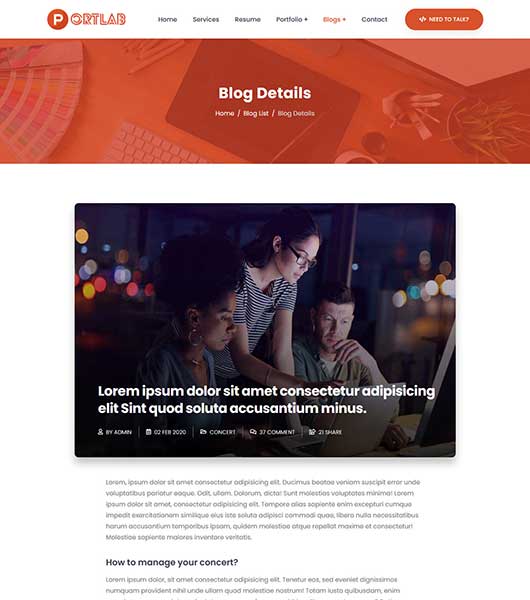 PORTLAB
Home Services Resume Portfolio + Blogs + Contact </> NEED TO TALK?
Blog Details
Home / Blog List / Blog Details
Lorem ipsum dolor sit amet consectetur adipisicing
elit Sint quod soluta accusantium minus.
BY ADMIN 02 FEB 2020 CONCERT 37 COMMENT 21 SHARE
Lorem, ipsum dolor sit amet consectetur adipisicing elit. Ducimus beatae veniam suscipit error unde
voluptatibus pariatur eaque. Odit, ullam. Dolorum, dicta! Sunt molestias voluptates minima! Lorem
ipsum dolor sit amet, consectetur adipisicing elit. Tempore alias sapiente enim excepturi cumque
impedit exercitationem similique eius iste soluta adipisci commodi quae, libero nulla necessitatibus
harum accusantium temporibus ipsam, quidem molestiae atque repellat maxime et consectetur!
Molestiae sapiente maiores inventore veritatis.
How to manage your concert?
Lorem ipsum dolor sit amet consectetur adipisicing elit. Tenetur eos, sed eveniet dignissimos
numquam provident nihil unde ullam debitis enim porro. Totam iusto quibusdam, enim